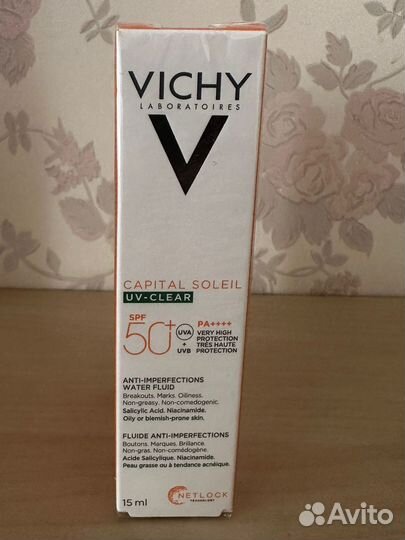 VICHY
LABORATOIRES
V
CAPITAL SOLEIL
UV-CLEAR
SPF
50+
UVA
+
UVB
PA++++
VERY HIGH
PROTECTION
TRÈS HAUTE
PROTECTION
ANTI-IMPERFECTIONS
WATER FLUID
Breakouts. Marks. Oiliness.
Non-greasy. Non-comedogenic.
Salicylic Acid. Niacinamide.
Oily or blemish-prone skin.
FLUIDE ANTI-IMPERFECTIONS
Boutons. Marques. Brillance.
Non-gras. Non-comédogène.
Acide Salicylique. Niacinamide.
Peau grasse ou à tendance acnéique.
15 ml
NETLOCK
TECHNOLOGY
Avito